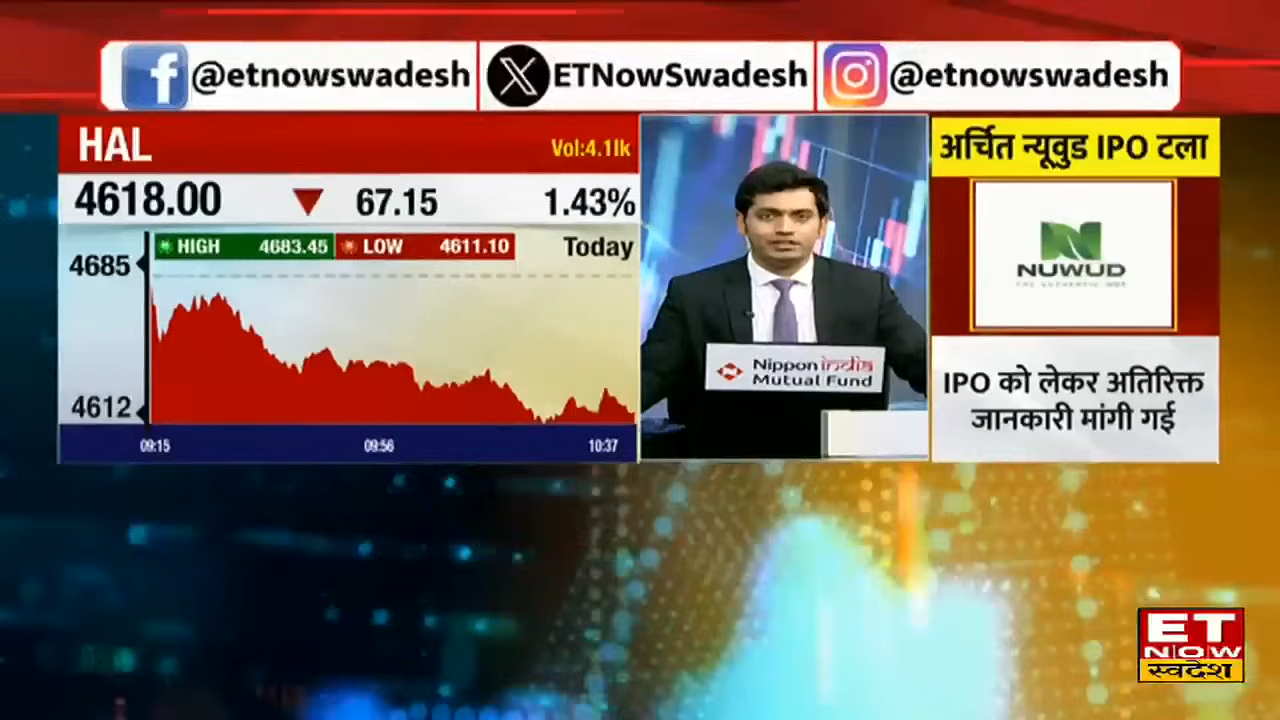 @etnowswadesh
ETNowSwadesh
@etnowswadesh
HAL
Vol:4.1lk
4618.00 67.15 1.43%
HIGH 4683.45 LOW 4611.10 Today
4685
4612
09:15 09:56 10:37
Nippon india
Mutual Fund
अर्चित न्यूवुड IPO टला
NUWUD
IPO को लेकर अतिरिक्त
जानकारी मांगी गई
ET
NOW
स्वदेश